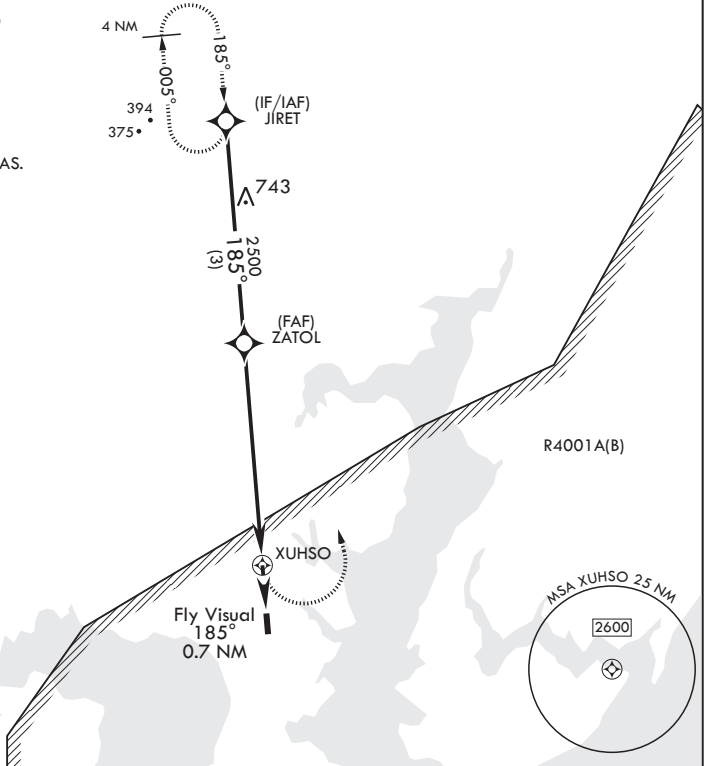 4 NM
185°
005°
(IF/IAF)
JIRET
394
375
AS.
743
2500
185°
(3)
(FAF)
ZATOL
R4001A(B)
XUHSO
Fly Visual
185°
0.7 NM
MSA XUHSO 25 NM
2600